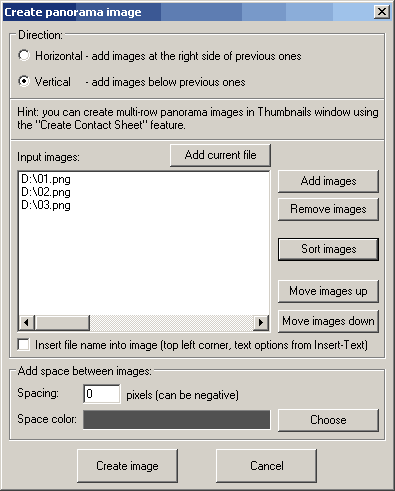 Create panorama image
Direction:
Horizontal - add images at the right side of previous ones
Vertical - add images below previous ones
Hint: you can create multi-row panorama images in Thumbnails window using
the "Create Contact Sheet" feature.
Input images:
Add current file
D:\01.png
D:\02.png
D:\03.png
Add images
Remove images
Sort images
Move images up
Move images down
Insert file name into image (top left corner, text options from Insert-Text)
Add space between images:
Spacing: 0 pixels (can be negative)
Space color:
Choose
Create image
Cancel